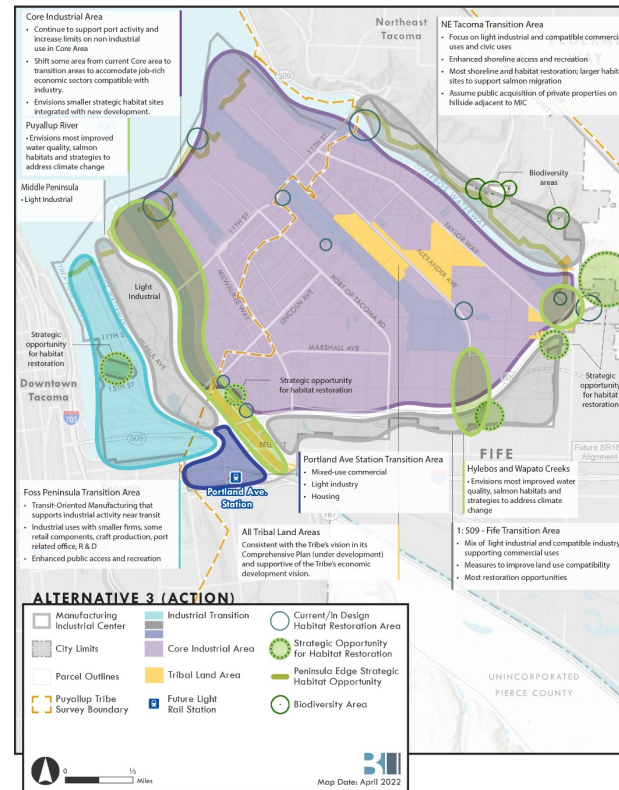 Core Industrial Area
• Continue to support port activity and
increase limits on non industrial
use in Core Area
• Shift some area from current Core area to
transition areas to accomodate job-rich
economic sectors compatible with
industry.
• Envisions smaller strategic habitat sites
integrated with new development.
Puyallup River
• Envisions most improved
water quality, salmon
habitats and strategies to
address climate change
Middle Peninsula
• Light Industrial
Northeast
Tacoma
NE Tacoma Transition Area
• Focus on light industrial and compatible commercia
uses and civic uses
• Enhanced shoreline access and recreation
• Most shoreline and habitat restoration; larger habita
sites to support salmon migration
• Assume public acquisition of private properties on
hillside adjacent to MIC
WAY
509
11TH ST
HYLEBOS WATERWAY
Biodiversity
areas
TAYLOR WAY
ALEXANDER AVE
11TH ST
MILWAUKEE WAY
LINCOLN AVE
PORT OF TACOMA RD
MARSHALL AVE
Light
Industrial
Strategic
opportunity
for habitat
restoration
11TH ST
15TH ST
Downtown
Tacoma
705
509
Strategic opportunity
for habitat restoration
Strategic
opportunity
for habitat
restoration
FIFE
Future SR16
Alignment
Portland Ave.
Station
167
Foss Peninsula Transition Area
• Transit-Oriented Manufacturing that
supports industrial activity near transit
• Industrial uses with smaller firms, some
retail components, craft production, port
related office, R & D
• Enhanced public access and recreation
Portland Ave Station Transition Area
• Mixed-use commercial
• Light industry
• Housing
Hylebos and Wapato Creeks
• Envisions most improved water
quality, salmon habitats and
strategies to address climate
change
All Tribal Land Areas
Consistent with the Tribe's vision in its
Comprehensive Plan (under development)
and supportive of the Tribe's economic
development vision.
1: 509 - Fife Transition Area
• Mix of light industrial and compatible industry
supporting commercial uses
• Measures to improve land use compatibility
• Most restoration opportunities
ALTERNATIVE 3 (ACTION)
Manufacturing
Industrial Center
City Limits
Parcel Outlines
Puyallup Tribe
Survey Boundary
Industrial Transition
Core Industrial Area
Tribal Land Area
Future Light
Rail Station
Current/In Design
Habitat Restoration Area
Strategic Opportunity
for Habitat Restoration
Peninsula Edge Strategic
Habitat Opportunity
Biodiversity Area
UNINCORPORATED
PIERCE COUNTY
0 ½
Miles
Map Date: April 2022